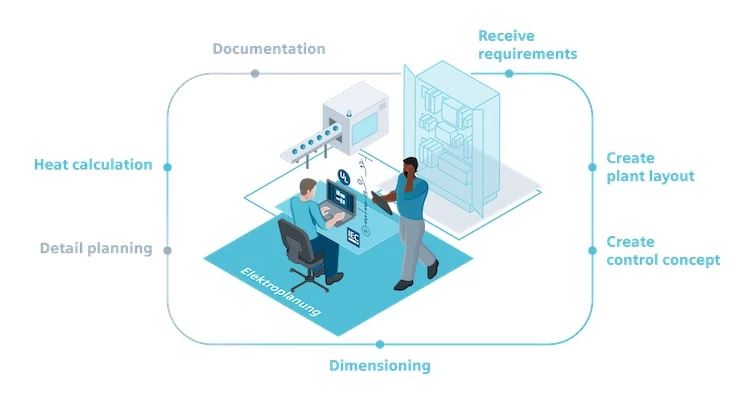 Documentation
Receive
requirements
Heat calculation
Create
plant layout
Detail planning
Create
control concept
UL
IEC
Elektroplanung
Dimensioning